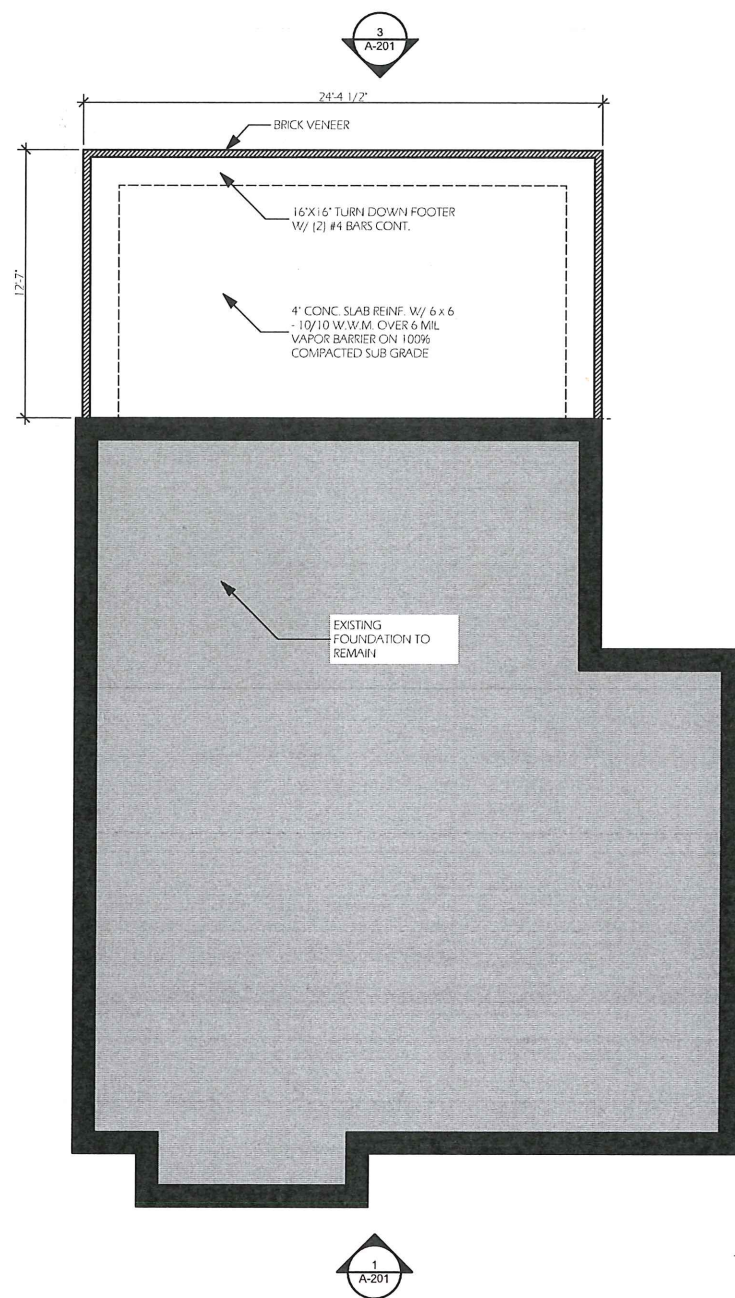 3
A-201
24'-4 1/2"
BRICK VENEER
16"X16" TURN DOWN FOOTER
W/ (2) #4 BARS CONT.
12'-7"
4" CONC. SLAB REINF. W/ 6 x 6
- 10/10 W.W.M. OVER 6 MIL
VAPOR BARRIER ON 100%
COMPACTED SUB GRADE
EXISTING
FOUNDATION TO
REMAIN
1
A-201